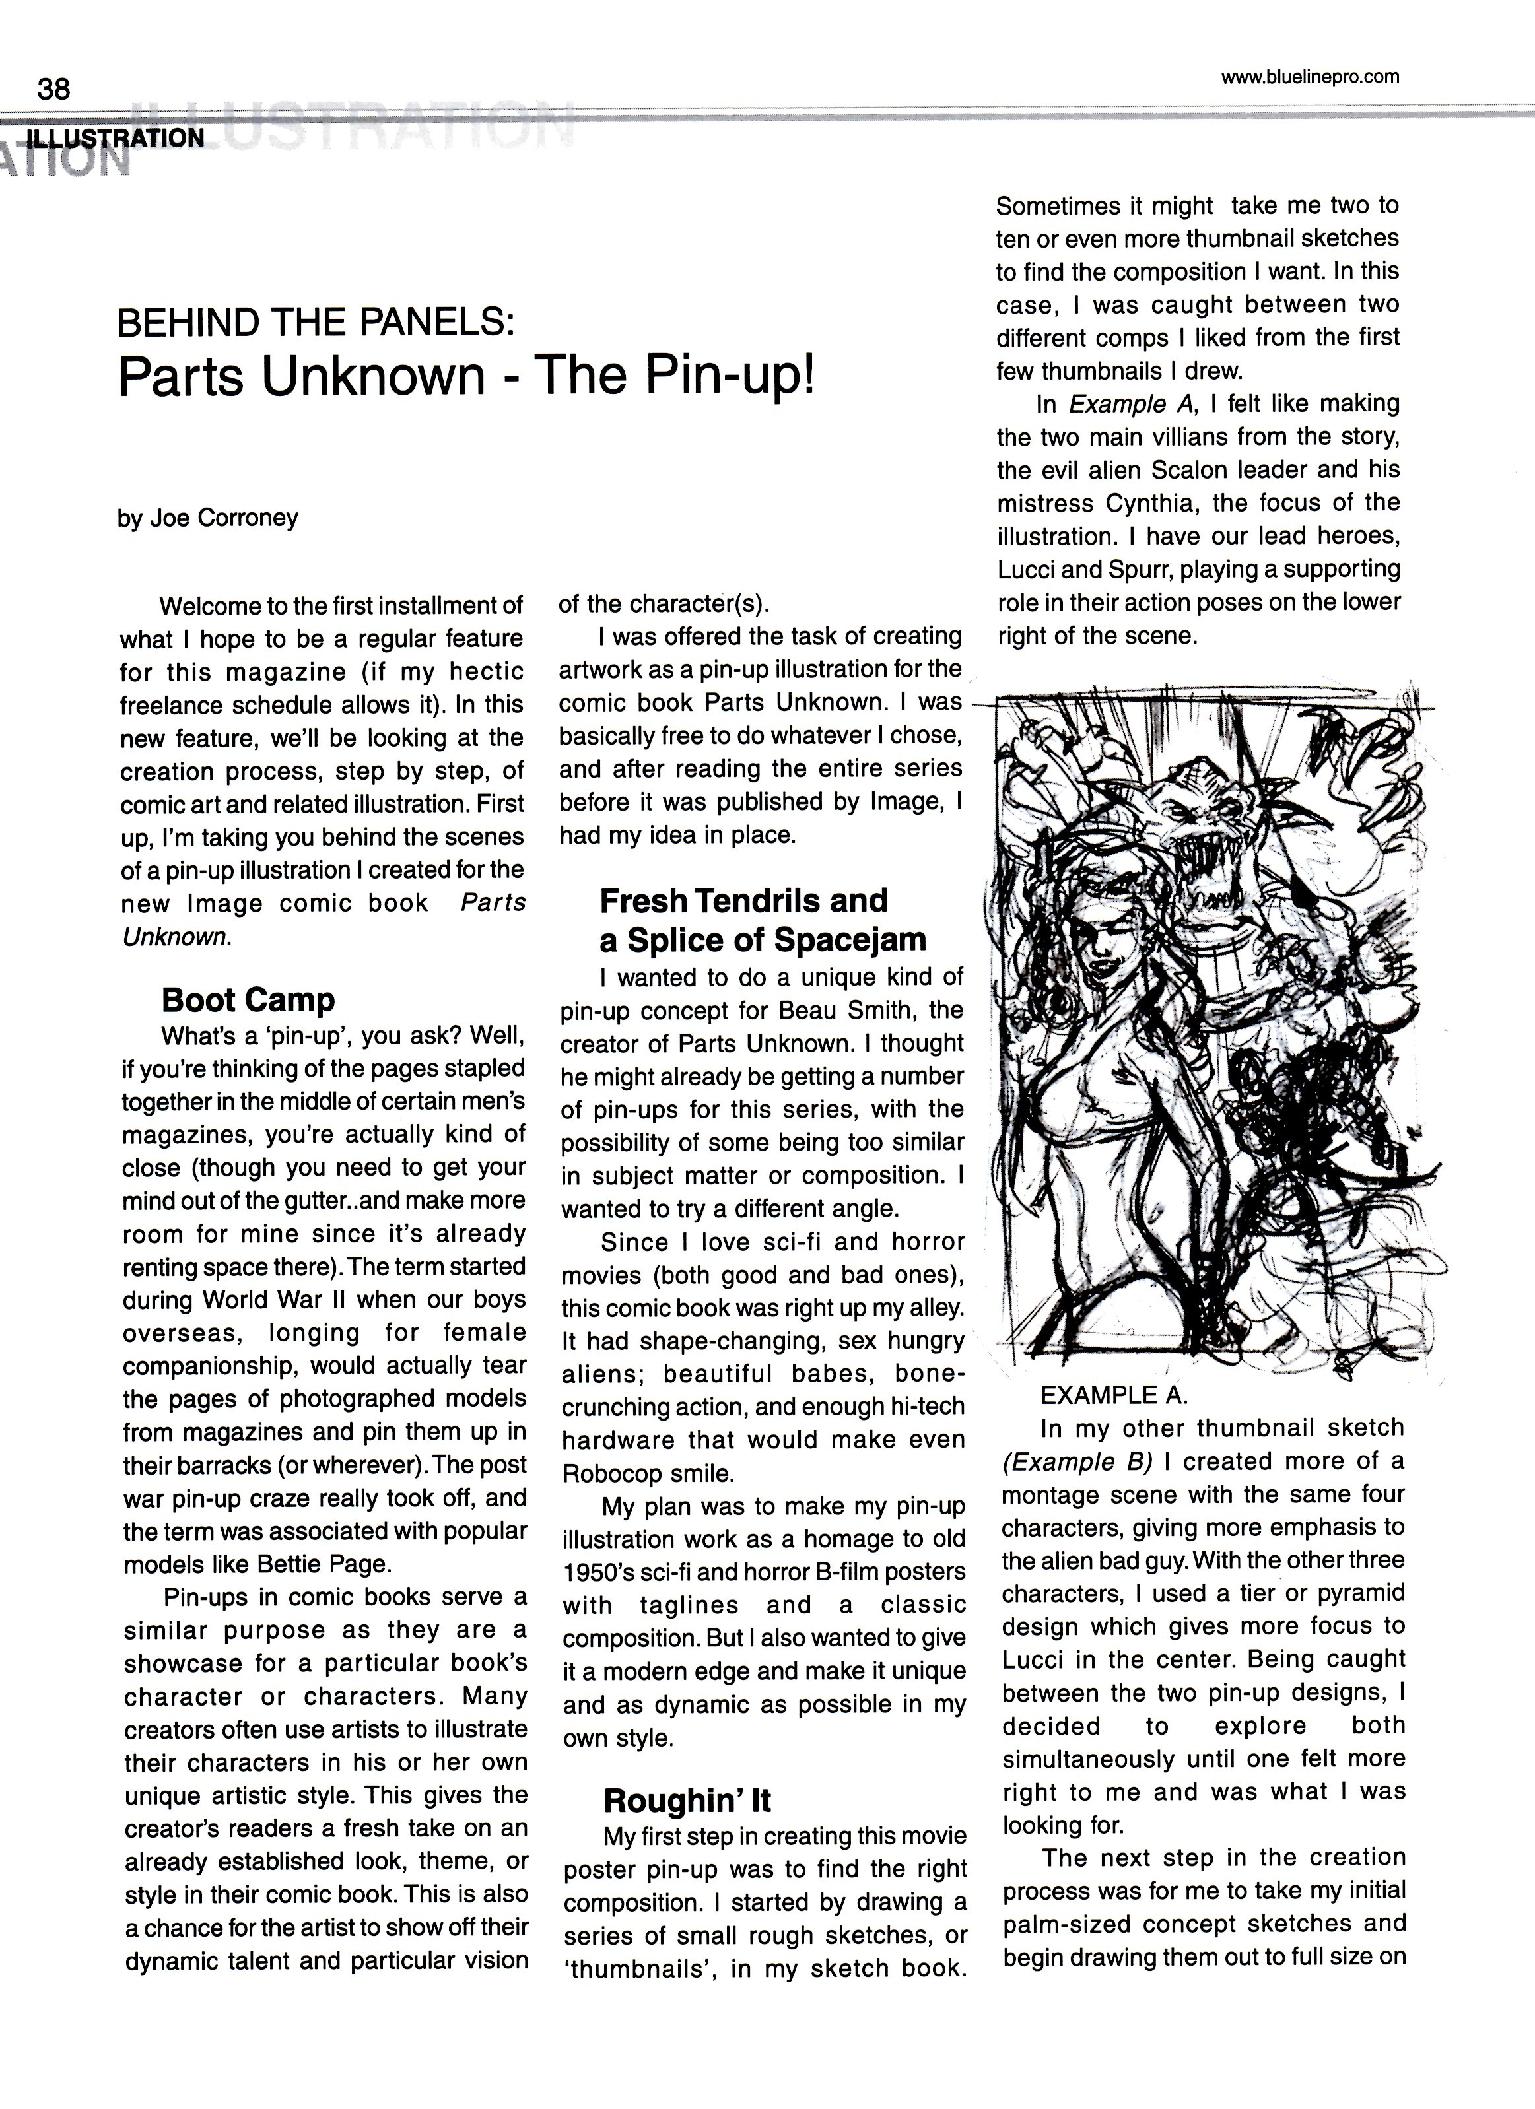 38
www.bluelinepro.com
ILLUSTRATION
ILLUSTRATION
ATION
BEHIND THE PANELS:
Parts Unknown - The Pin-up!
by Joe Corroney
Welcome to the first installment of
what I hope to be a regular feature
for this magazine (if my hectic
freelance schedule allows it). In this
new feature, we'll be looking at the
creation process, step by step, of
comic art and related illustration. First
up, I'm taking you behind the scenes
of a pin-up illustration I created for the
new Image comic book Parts
Unknown.
Boot Camp
What's a ‘pin-up’, you ask? Well,
if you're thinking of the pages stapled
together in the middle of certain men's
magazines, you're actually kind of
close (though you need to get your
mind out of the gutter..and make more
room for mine since it's already
renting space there). The term started
during World War II when our boys
overseas, longing for female
companionship, would actually tear
the pages of photographed models
from magazines and pin them up in
their barracks (or wherever). The post
war pin-up craze really took off, and
the term was associated with popular
models like Bettie Page.
Pin-ups in comic books serve a
similar purpose as they are a
showcase for a particular book's
character or characters. Many
creators often use artists to illustrate
their characters in his or her own
unique artistic style. This gives the
creator's readers a fresh take on an
already established look, theme, or
style in their comic book. This is also
a chance for the artist to show off their
dynamic talent and particular vision
of the character(s).
I was offered the task of creating
artwork as a pin-up illustration for the
comic book Parts Unknown. I was
basically free to do whatever I chose,
and after reading the entire series
before it was published by Image, I
had my idea in place.
Fresh Tendrils and
a Splice of Spacejam
I wanted to do a unique kind of
pin-up concept for Beau Smith, the
creator of Parts Unknown. I thought
he might already be getting a number
of pin-ups for this series, with the
possibility of some being too similar
in subject matter or composition. I
wanted to try a different angle.
Since I love sci-fi and horror
movies (both good and bad ones),
this comic book was right up my alley.
It had shape-changing, sex hungry
aliens; beautiful babes, bone-
crunching action, and enough hi-tech
hardware that would make even
Robocop smile.
My plan was to make my pin-up
illustration work as a homage to old
1950's sci-fi and horror B-film posters
with taglines and a classic
composition. But I also wanted to give
it a modern edge and make it unique
and as dynamic as possible in my
own style.
Roughin’ It
My first step in creating this movie
poster pin-up was to find the right
composition. I started by drawing a
series of small rough sketches, or
‘thumbnails’, in my sketch book.
Sometimes it might take me two to
ten or even more thumbnail sketches
to find the composition I want. In this
case, I was caught between two
different comps I liked from the first
few thumbnails I drew.
In Example A, I felt like making
the two main villians from the story,
the evil alien Scalon leader and his
mistress Cynthia, the focus of the
illustration. I have our lead heroes,
Lucci and Spurr, playing a supporting
role in their action poses on the lower
right of the scene.
EXAMPLE A.
In my other thumbnail sketch
(Example B) I created more of a
montage scene with the same four
characters, giving more emphasis to
the alien bad guy. With the other three
characters, I used a tier or pyramid
design which gives more focus to
Lucci in the center. Being caught
between the two pin-up designs, I
decided to explore both
simultaneously until one felt more
right to me and was what I was
looking for.
The next step in the creation
process was for me to take my initial
palm-sized concept sketches and
begin drawing them out to full size on